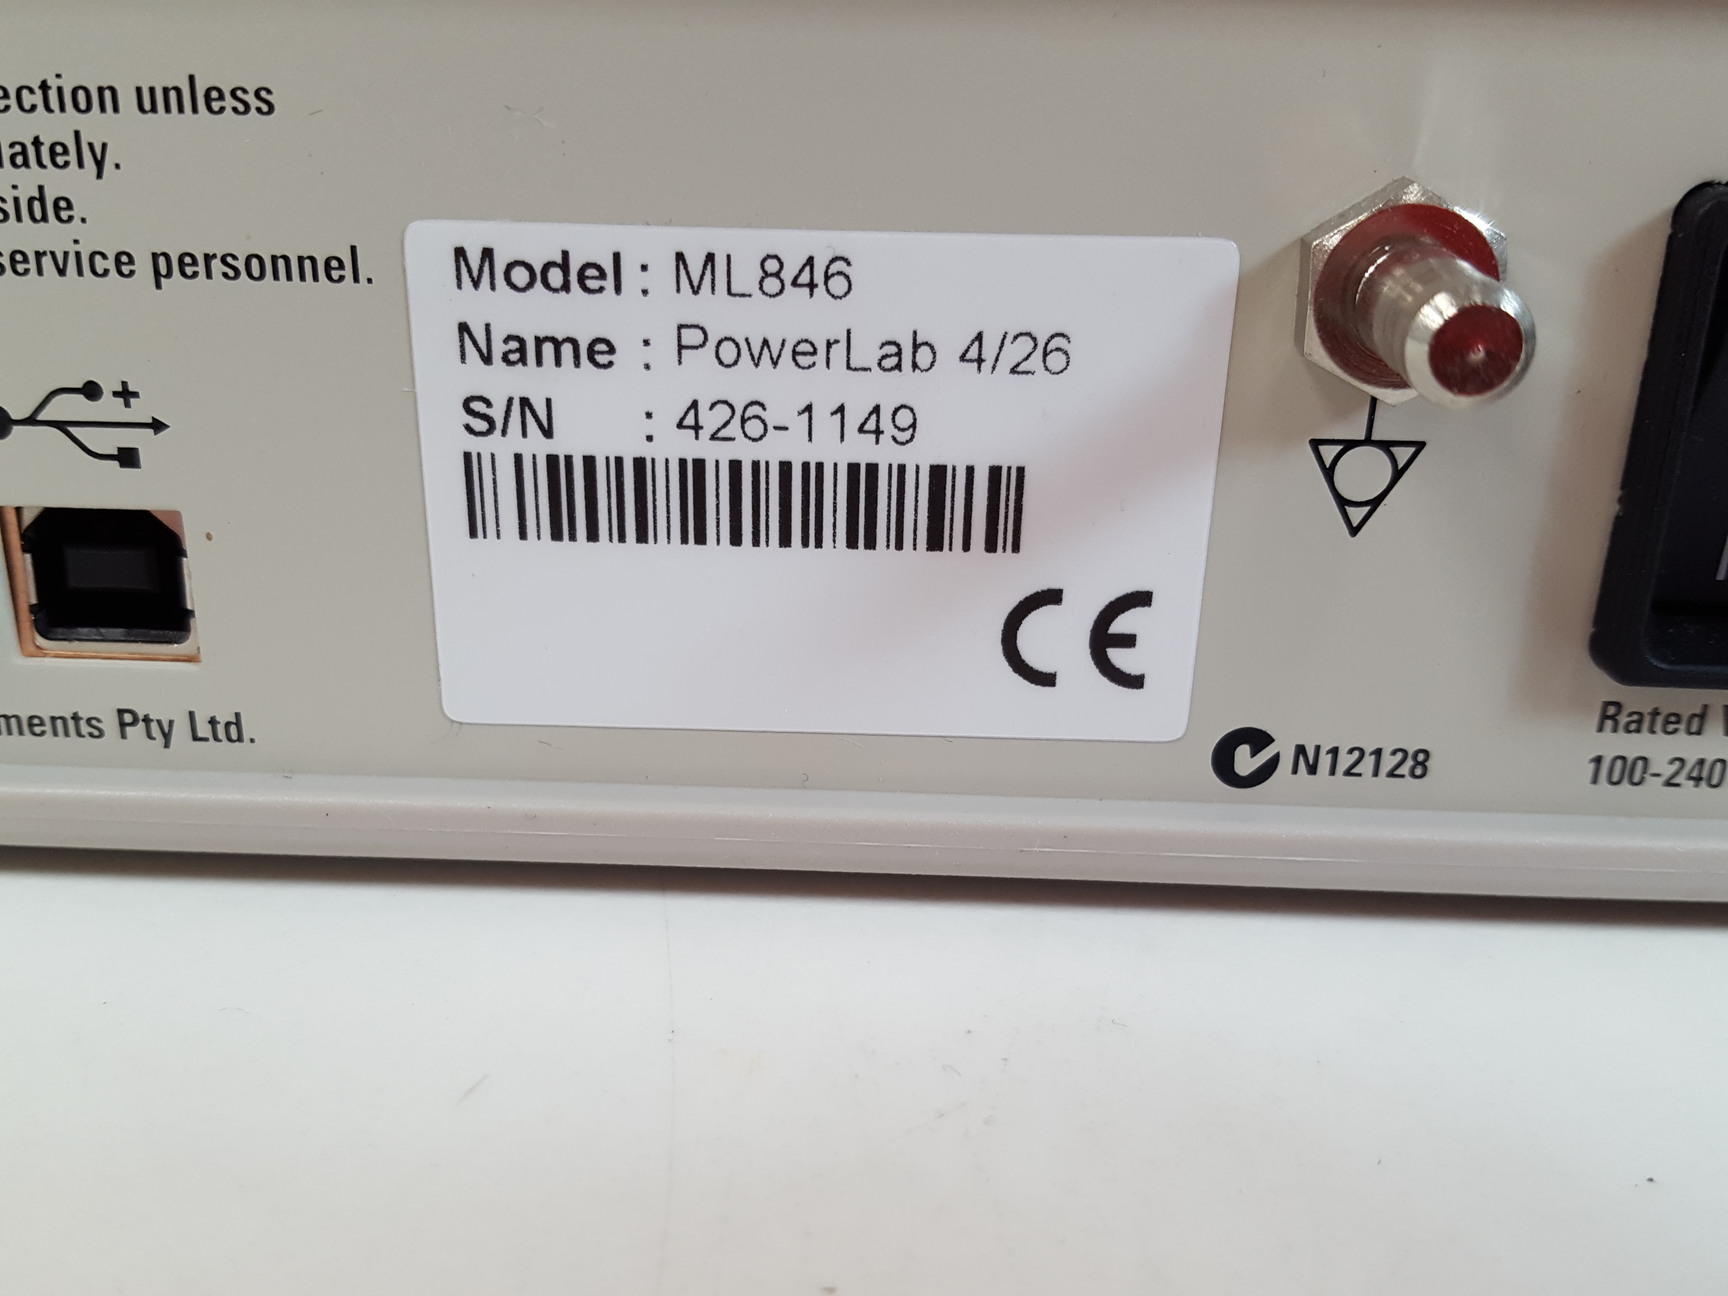 ection unless
ately.
side.
service personnel.
Model : ML846
Name : PowerLab 4/26
S/N : 426-1149
CE
ments Pty Ltd.
N12128
Rated
100-240